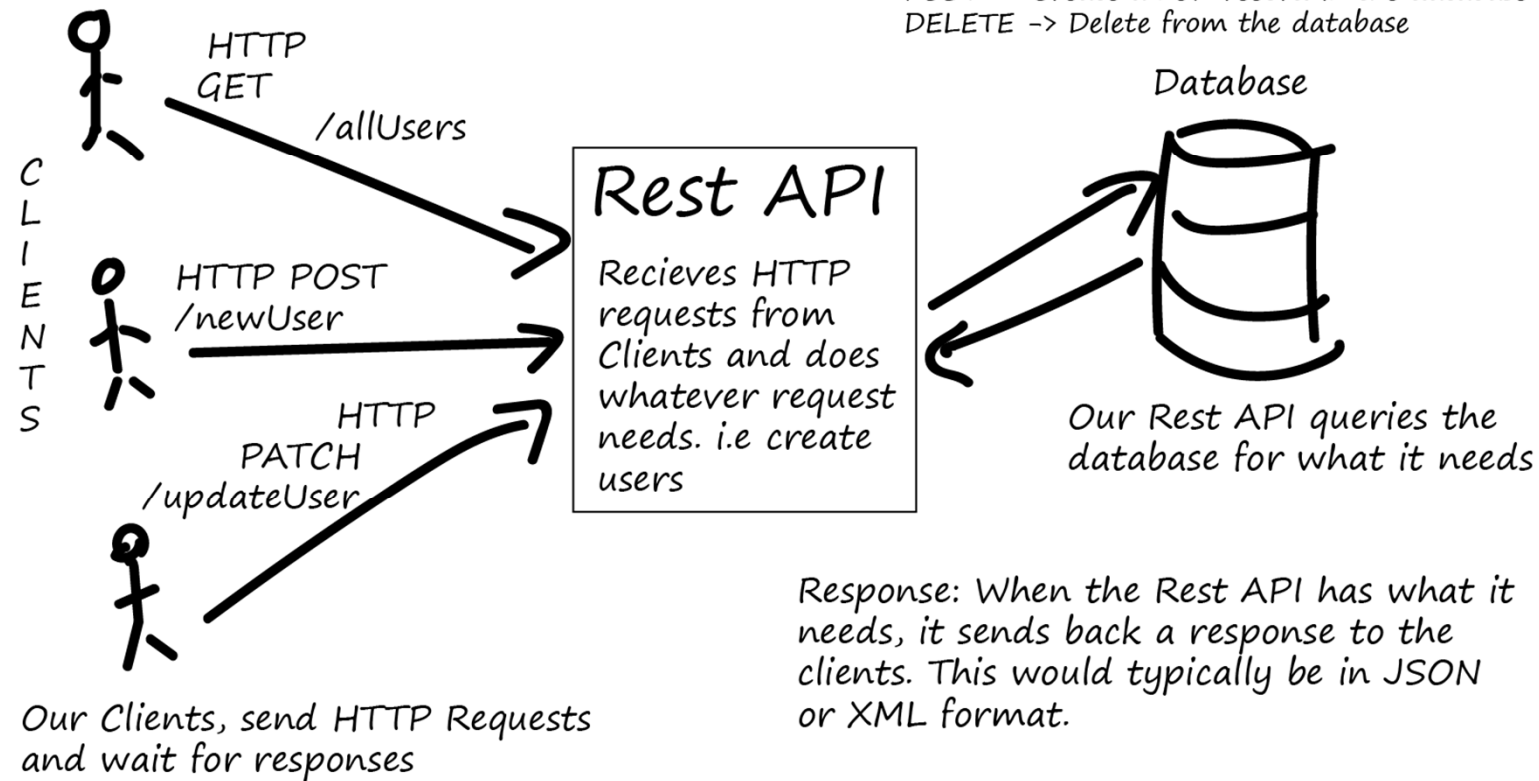 DELETE -> Delete from the database
HTTP
GET
/allUsers
CLIENTS
HTTP POST
/newUser
HTTP
PATCH
/updateUser
Rest API
Recieves HTTP
requests from
Clients and does
whatever request
needs. i.e create
users
Database
Our Rest API queries the
database for what it needs
Response: When the Rest API has what it
needs, it sends back a response to the
clients. This would typically be in JSON
or XML format.
Our Clients, send HTTP Requests
and wait for responses